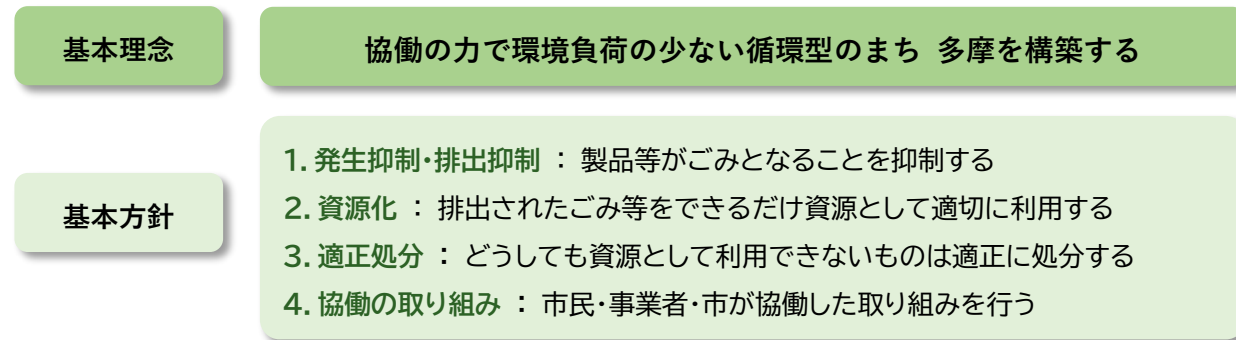 基本理念
協働の力で環境負荷の少ない循環型のまち 多摩を構築する
基本方針
1. 発生抑制・排出抑制 ： 製品等がごみとなることを抑制する
2. 資源化 ： 排出されたごみ等をできるだけ資源として適切に利用する
3. 適正処分 ： どうしても資源として利用できないものは適正に処分する
4. 協働の取り組み ： 市民・事業者・市が協働した取り組みを行う